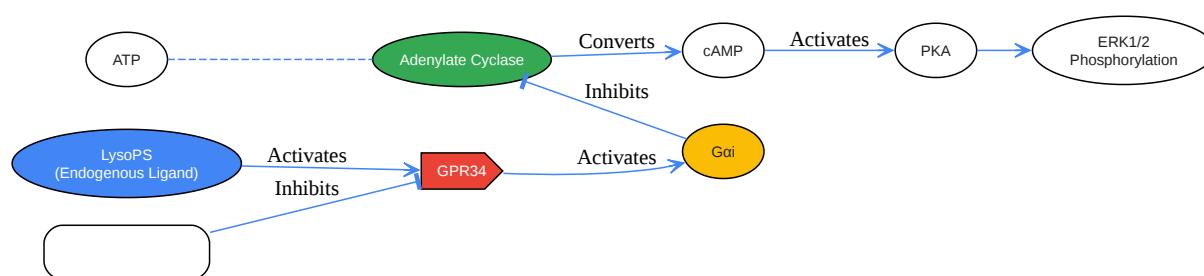 ATP
Adenylate Cyclase
Converts
cAMP
Activates
PKA
ERK1/2
Phosphorylation
Inhibits
LysoPS
(Endogenous Ligand)
Activates
GPR34
Activates
Gαi
Inhibits